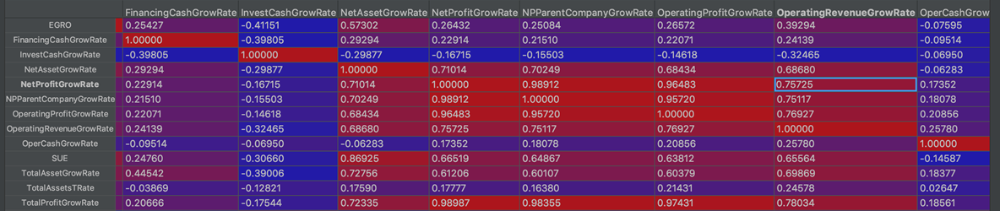 FinancingCashGrowRate InvestCashGrowRate NetAssetGrowRate NetProfitGrowRate NPParentCompanyGrowRate OperatingProfitGrowRate OperatingRevenueGrowRate OperCashGrow
EGRO 0.25427 -0.41151 0.57302 0.26432 0.25084 0.26572 0.39294 -0.07595
FinancingCashGrowRate 1.00000 -0.39805 0.29294 0.22914 0.21510 0.22071 0.24139 -0.09514
InvestCashGrowRate -0.39805 1.00000 -0.29877 -0.16715 -0.15503 -0.14618 -0.32465 -0.06950
NetAssetGrowRate 0.29294 -0.29877 1.00000 0.71014 0.70249 0.68434 0.68680 -0.06283
NetProfitGrowRate 0.22914 -0.16715 0.71014 1.00000 0.98912 0.96483 0.75725 0.17352
NPParentCompanyGrowRate 0.21510 -0.15503 0.70249 0.98912 1.00000 0.95720 0.75117 0.18078
OperatingProfitGrowRate 0.22071 -0.14618 0.68434 0.96483 0.95720 1.00000 0.76927 0.20856
OperatingRevenueGrowRate 0.24139 -0.32465 0.68680 0.75725 0.75117 0.76927 1.00000 0.25780
OperCashGrowRate -0.09514 -0.06950 -0.06283 0.17352 0.18078 0.20856 0.25780 1.00000
SUE 0.24760 -0.30660 0.86925 0.66519 0.64867 0.63812 0.65564 -0.14587
TotalAssetGrowRate 0.44542 -0.39006 0.72756 0.61206 0.60107 0.60379 0.69869 0.18377
TotalAssetsTRate -0.03869 -0.12821 0.17590 0.17777 0.16380 0.21431 0.24578 0.02647
TotalProfitGrowRate 0.20666 -0.17544 0.72335 0.98987 0.98355 0.97431 0.78034 0.18561